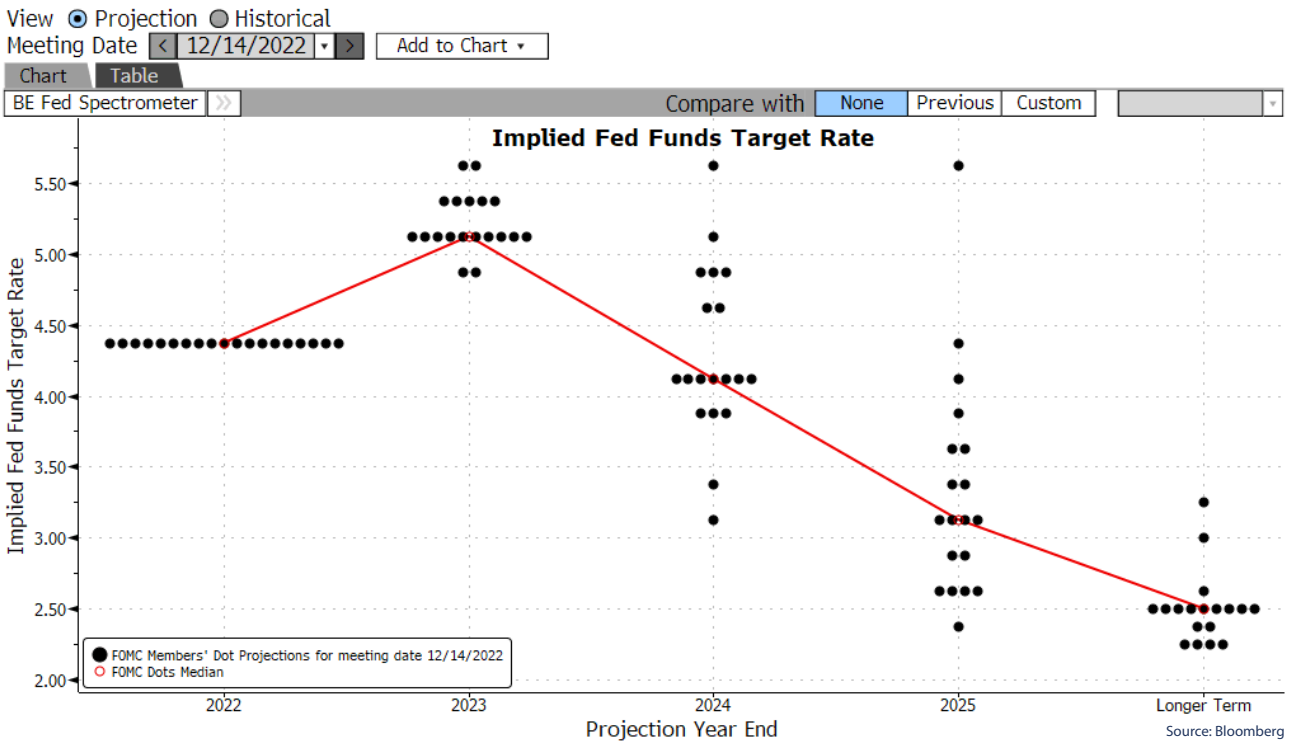 View Projection Historical
Meeting Date < 12/14/2022 > Add to Chart
Chart Table
BE Fed Spectrometer >> Compare with None Previous Custom
Implied Fed Funds Target Rate
Implied Fed Funds Target Rate
5.50
5.00
4.50
4.00
3.50
3.00
2.50
2.00
FOMC Members' Dot Projections for meeting date 12/14/2022
FOMC Dots Median
2022 2023 2024 2025 Longer Term
Projection Year End
Source: Bloomberg